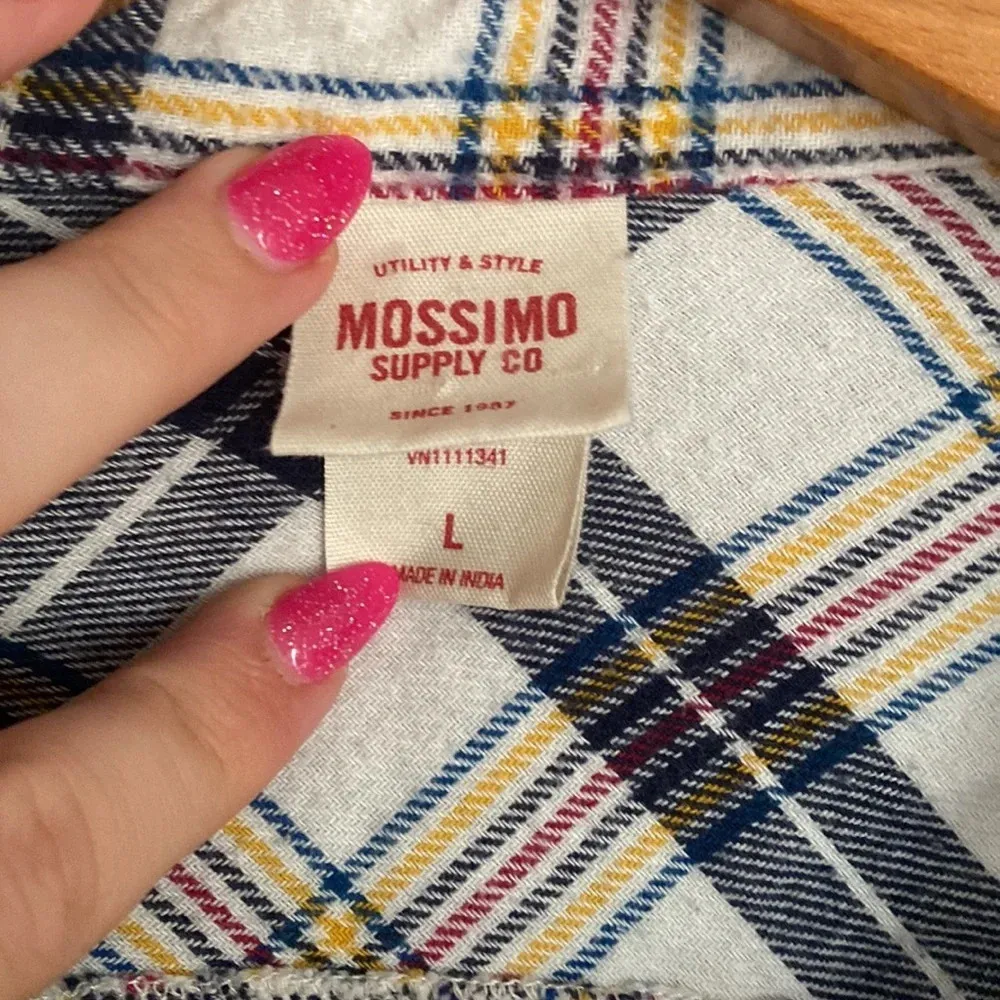 UTILITY & STYLE
MOSSIMO
SUPPLY CO
SINCE 1987
VN1111341
L
MADE IN INDIA